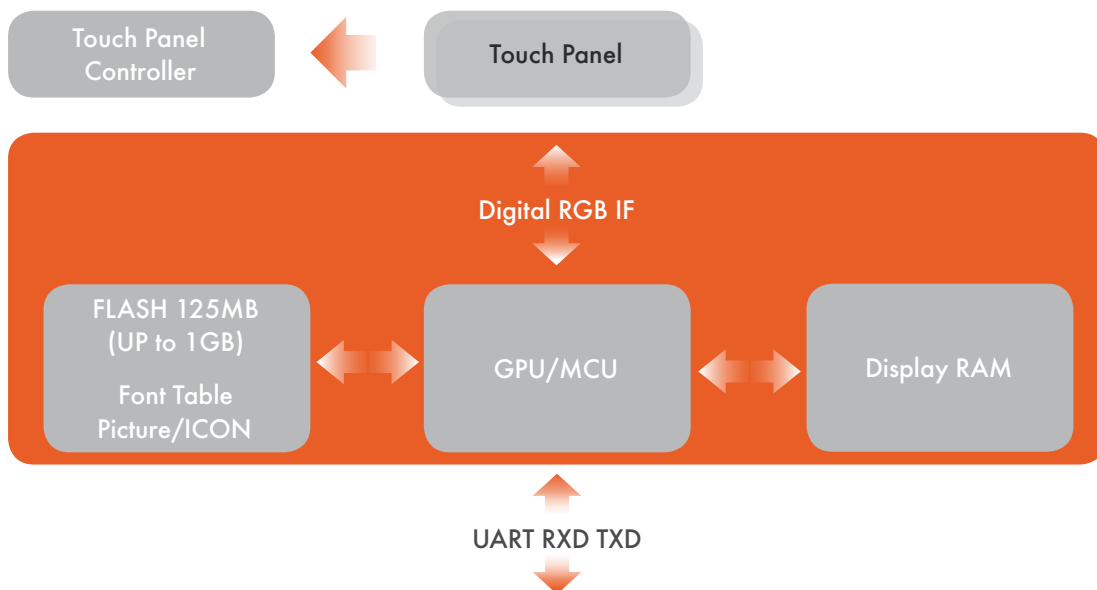 Touch Panel
Controller
Touch Panel
Digital RGB IF
FLASH 125MB
(UP to 1GB)
Font Table
Picture/ICON
GPU/MCU
Display RAM
UART RXD TXD